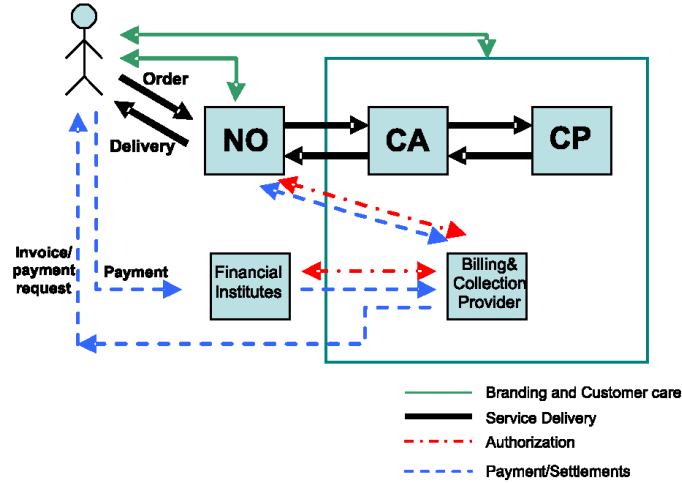 Order
Delivery
NO
CA
CP
Invoice/
payment
request
Payment
Financial
Institutes
Billing&
Collection
Provider
Branding and Customer care
Service Delivery
Authorization
Payment/Settlements